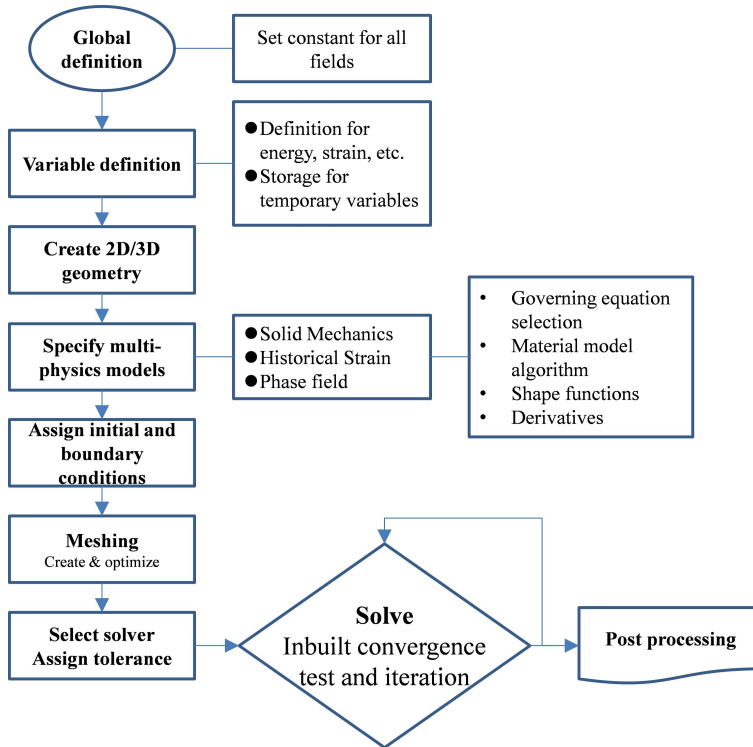 Global
definition
Set constant for all
fields
Variable definition
● Definition for
energy, strain, etc.
● Storage for
temporary variables
Create 2D/3D
geometry
Specify multi-
physics models
● Solid Mechanics
● Historical Strain
● Phase field
• Governing equation
selection
• Material model
algorithm
• Shape functions
• Derivatives
Assign initial and
boundary
conditions
Meshing
Create & optimize
Select solver
Assign tolerance
Solve
Inbuilt convergence
test and iteration
Post processing